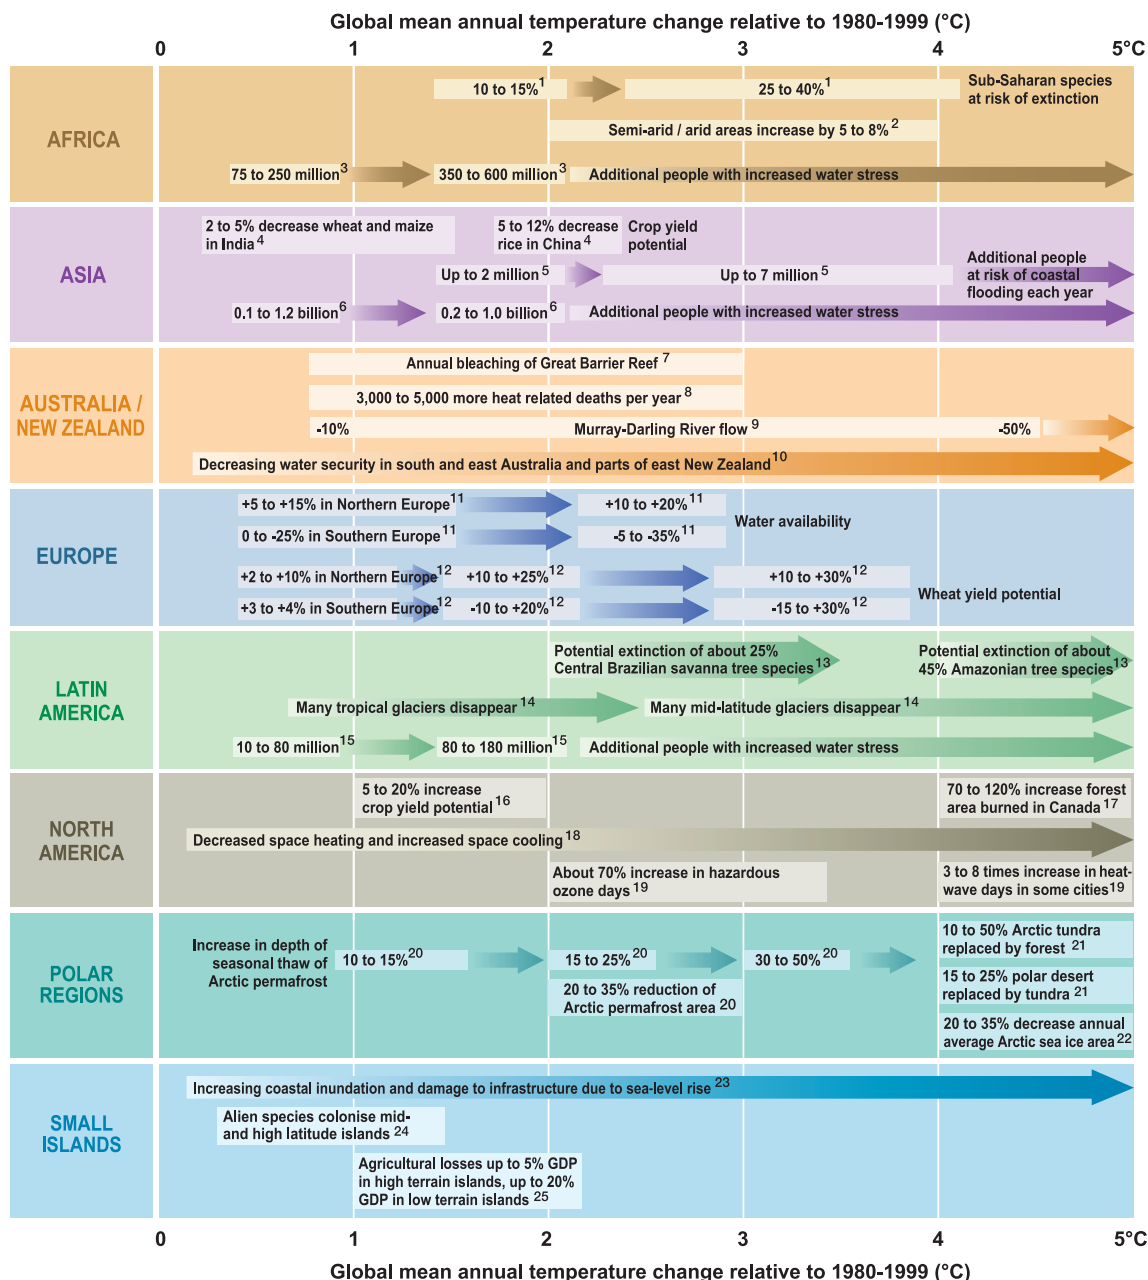 Global mean annual temperature change relative to 1980-1999 (°C)
0 1 2 3 4 5°C
AFRICA
10 to 15%1
25 to 40%1
Sub-Saharan species
at risk of extinction
Semi-arid / arid areas increase by 5 to 8%2
75 to 250 million3
350 to 600 million3
Additional people with increased water stress
ASIA
2 to 5% decrease wheat and maize
in India4
5 to 12% decrease
rice in China4
Crop yield
potential
Up to 2 million5
Up to 7 million5
Additional people
at risk of coastal
flooding each year
0.1 to 1.2 billion6
0.2 to 1.0 billion6
Additional people with increased water stress
AUSTRALIA /
NEW ZEALAND
Annual bleaching of Great Barrier Reef7
3,000 to 5,000 more heat related deaths per year8
-10%
Murray-Darling River flow9
-50%
Decreasing water security in south and east Australia and parts of east New Zealand10
EUROPE
+5 to +15% in Northern Europe11
+10 to +20%11
0 to -25% in Southern Europe11
-5 to -35%11
Water availability
+2 to +10% in Northern Europe12
+10 to +25%12
+10 to +30%12
+3 to +4% in Southern Europe12
-10 to +20%12
-15 to +30%12
Wheat yield potential
LATIN
AMERICA
Potential extinction of about 25%
Central Brazilian savanna tree species13
Potential extinction of about
45% Amazonian tree species13
Many tropical glaciers disappear14
Many mid-latitude glaciers disappear14
10 to 80 million15
80 to 180 million15
Additional people with increased water stress
NORTH
AMERICA
5 to 20% increase
crop yield potential16
70 to 120% increase forest
area burned in Canada17
Decreased space heating and increased space cooling18
About 70% increase in hazardous
ozone days19
3 to 8 times increase in heat-
wave days in some cities19
POLAR
REGIONS
Increase in depth of
seasonal thaw of
Arctic permafrost
10 to 15%20
15 to 25%20
30 to 50%20
20 to 35% reduction of
Arctic permafrost area20
10 to 50% Arctic tundra
replaced by forest21
15 to 25% polar desert
replaced by tundra21
20 to 35% decrease annual
average Arctic sea ice area22
SMALL
ISLANDS
Increasing coastal inundation and damage to infrastructure due to sea-level rise23
Alien species colonise mid-
and high latitude islands24
Agricultural losses up to 5% GDP
in high terrain islands, up to 20%
GDP in low terrain islands25
0 1 2 3 4 5°C
Global mean annual temperature change relative to 1980-1999 (°C)